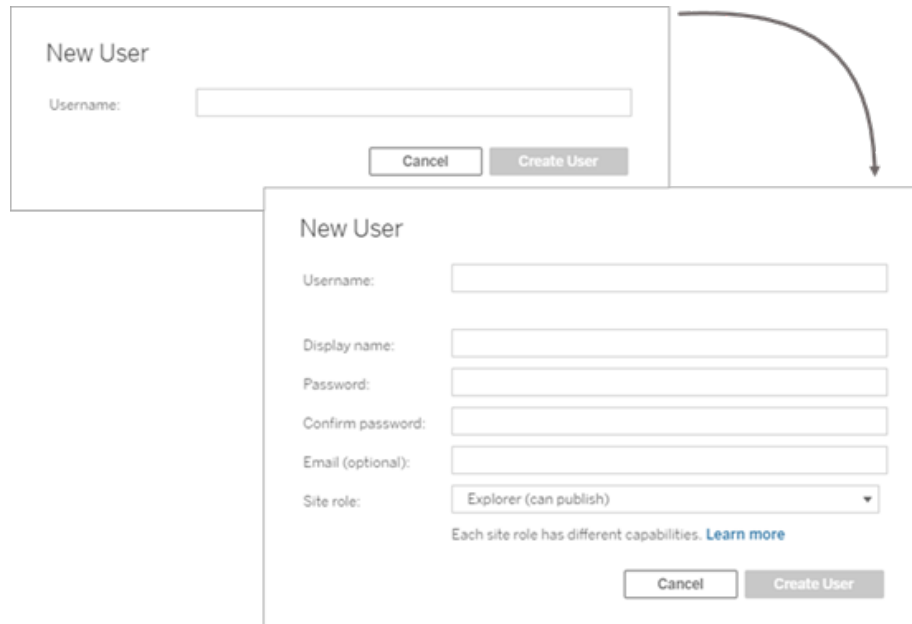 New User
Username:
Cancel Create User
New User
Username:
Display name:
Password:
Confirm password:
Email (optional):
Site role: Explorer (can publish)
Each site role has different capabilities. Learn more
Cancel Create User